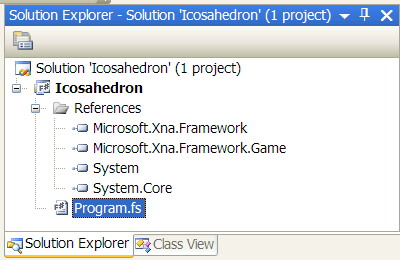 Solution Explorer - Solution 'Icosahedron' (1 project)
Solution 'Icosahedron' (1 project)
F# Icosahedron
References
Microsoft.Xna.Framework
Microsoft.Xna.Framework.Game
System
System.Core
F# Program.fs
Solution Explorer Class View